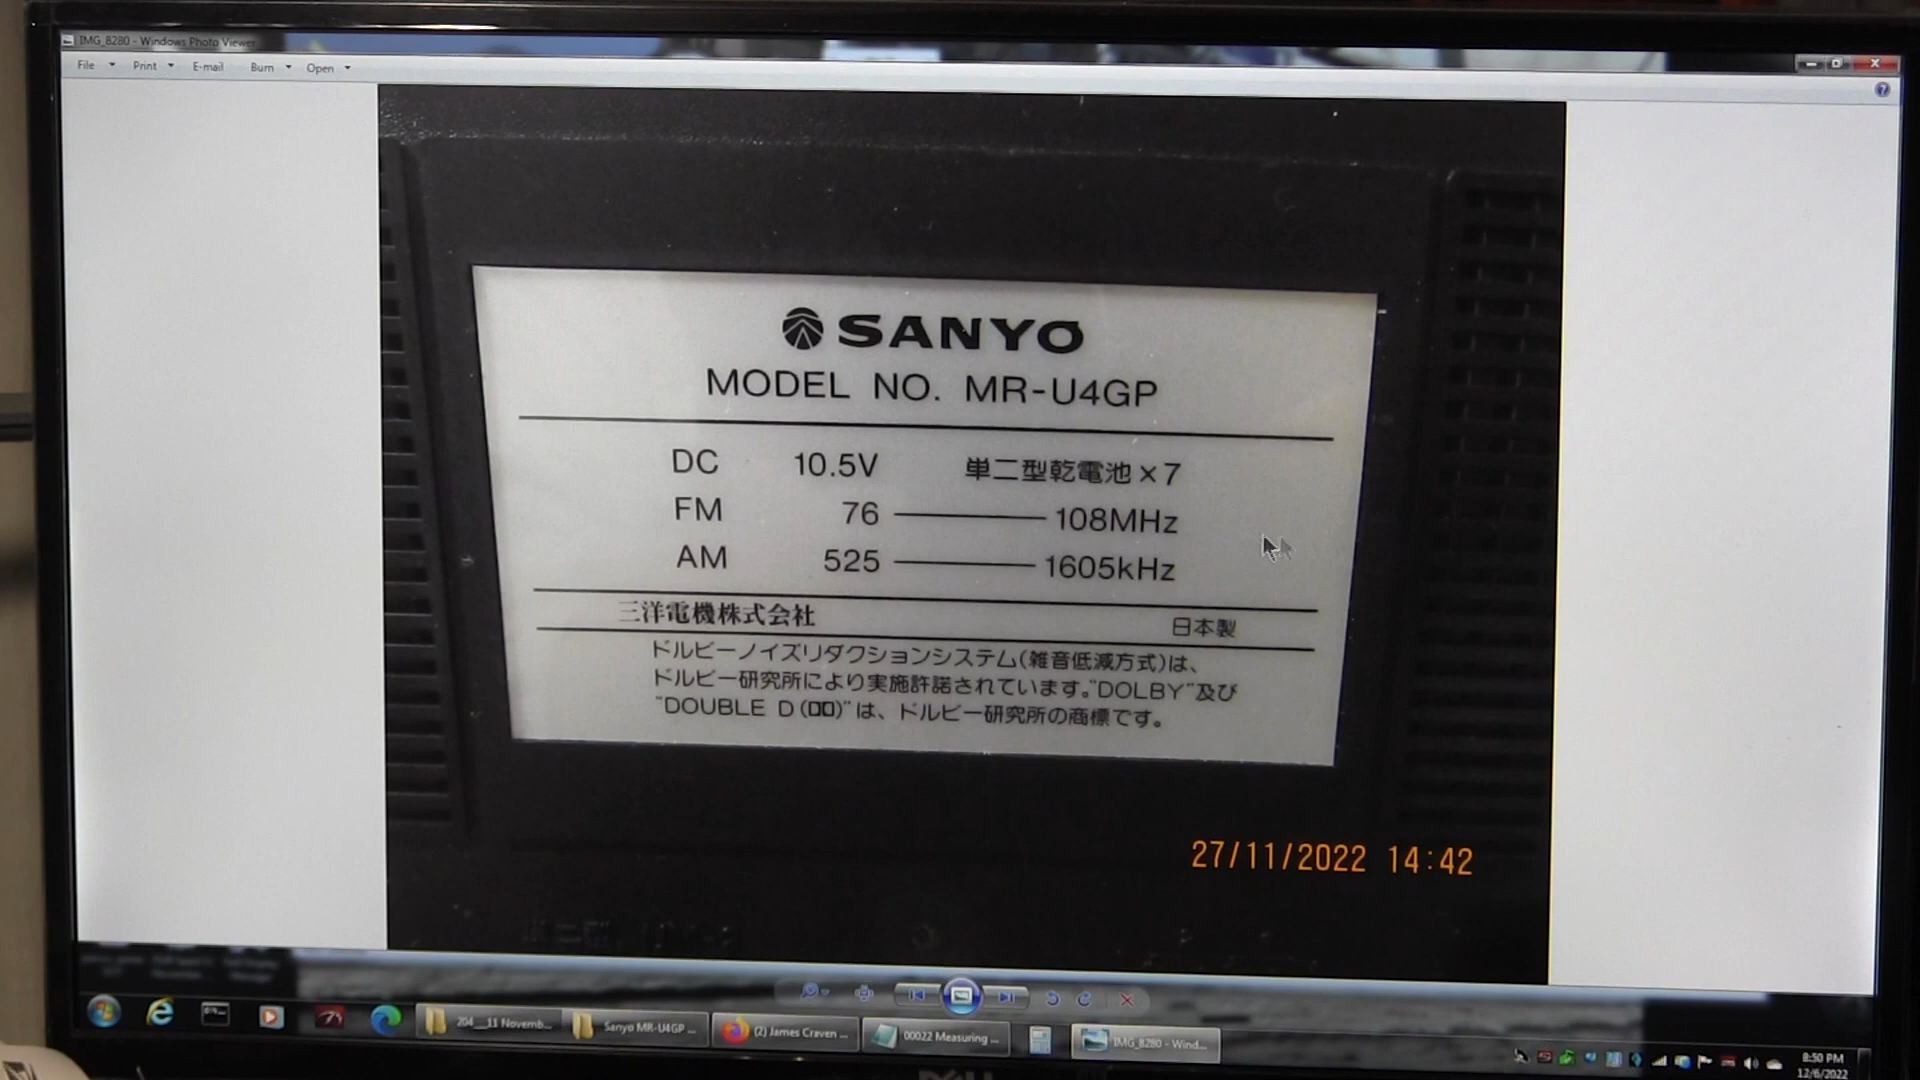 IMG_8280 - Windows Photo Viewer
File Print E-mail Burn Open
SANYO
MODEL NO. MR-U4GP
DC 10.5V 単二型乾電池×7
FM 76 108MHz
AM 525 1605kHz
三洋電機株式会社 日本製
ドルビーノイズリダクションシステム(雑音低減方式)は、
ドルビー研究所により実施許諾されています。"DOLBY"及び
"DOUBLE D(DD)"は、ドルビー研究所の商標です。
27/11/2022 14:42
204__11 Novemb... Sanyo MR-U4GP ... (2) James Craven ... 00022 Measuring ... IMG_8280 - Wind...
8:50 PM
12/6/2022
DELL